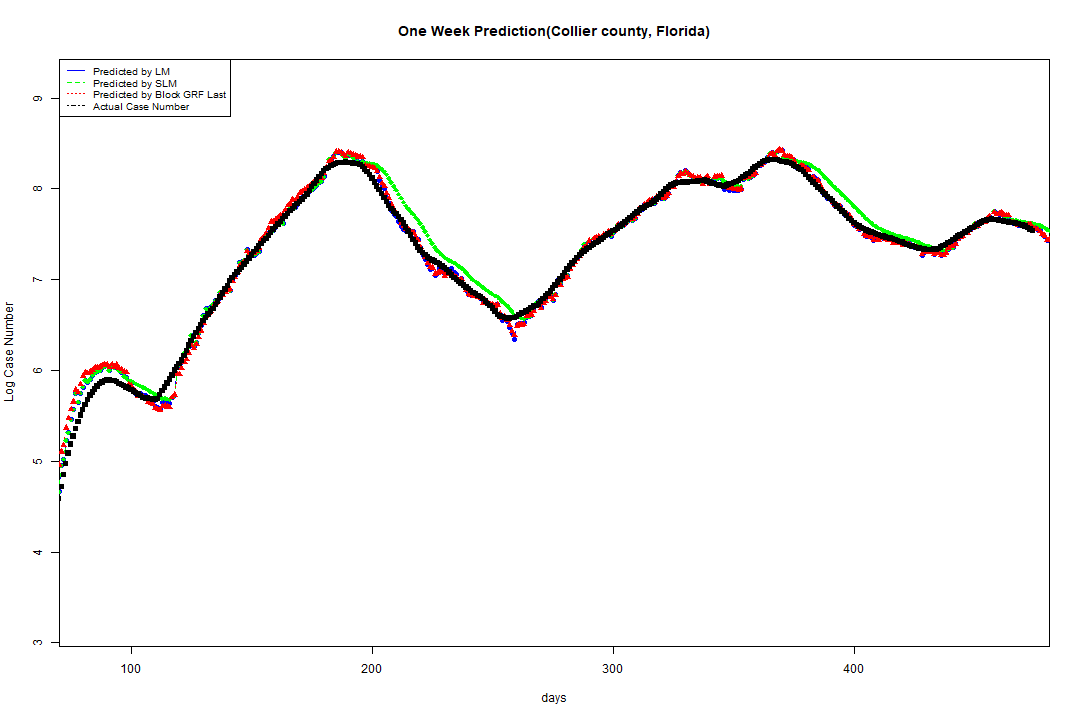 One Week Prediction(Collier county, Florida)
Predicted by LM
Predicted by SLM
Predicted by Block GRF Last
Actual Case Number
9
8
7
6
5
4
3
Log Case Number
100 200 300 400
days